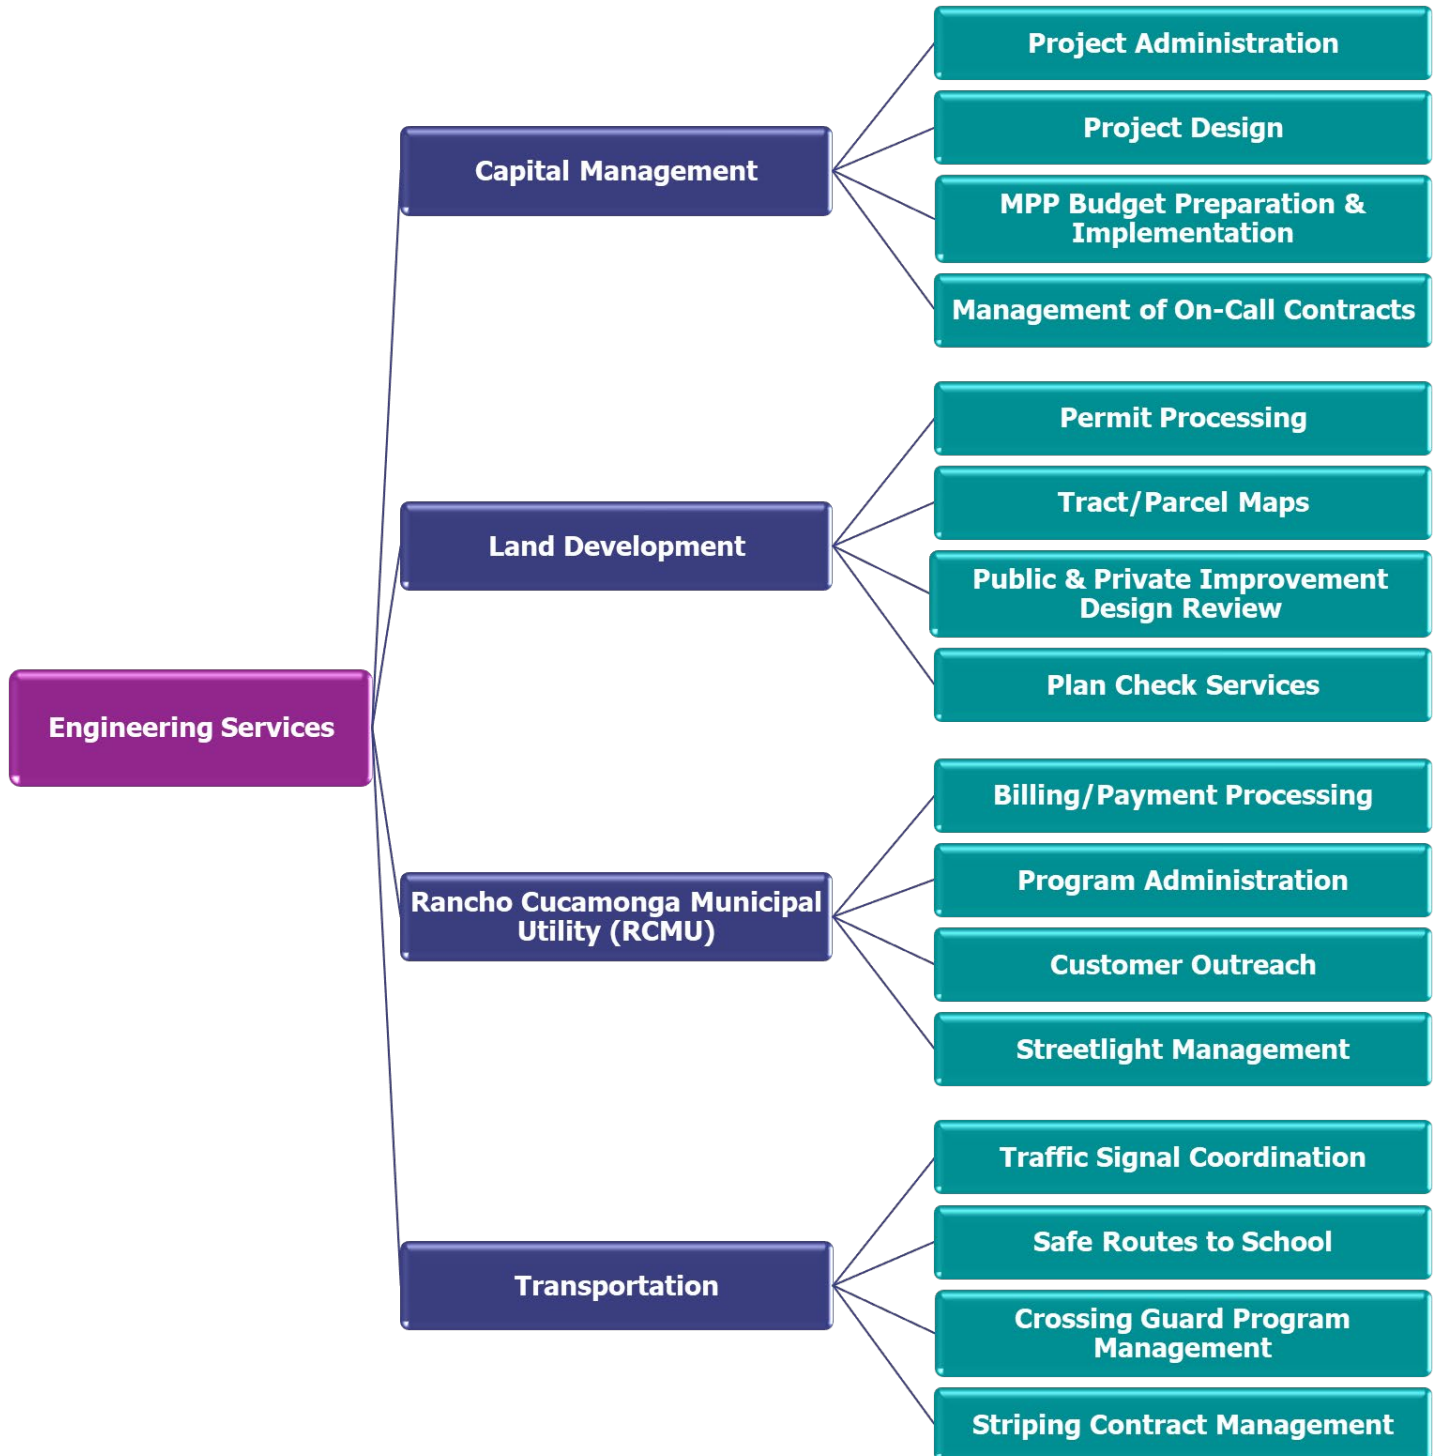 Project Administration
Project Design
Capital Management
MPP Budget Preparation &
Implementation
Management of On-Call Contracts
Permit Processing
Tract/Parcel Maps
Land Development
Public & Private Improvement
Design Review
Plan Check Services
Engineering Services
Billing/Payment Processing
Program Administration
Rancho Cucamonga Municipal
Utility (RCMU)
Customer Outreach
Streetlight Management
Traffic Signal Coordination
Safe Routes to School
Transportation
Crossing Guard Program
Management
Striping Contract Management